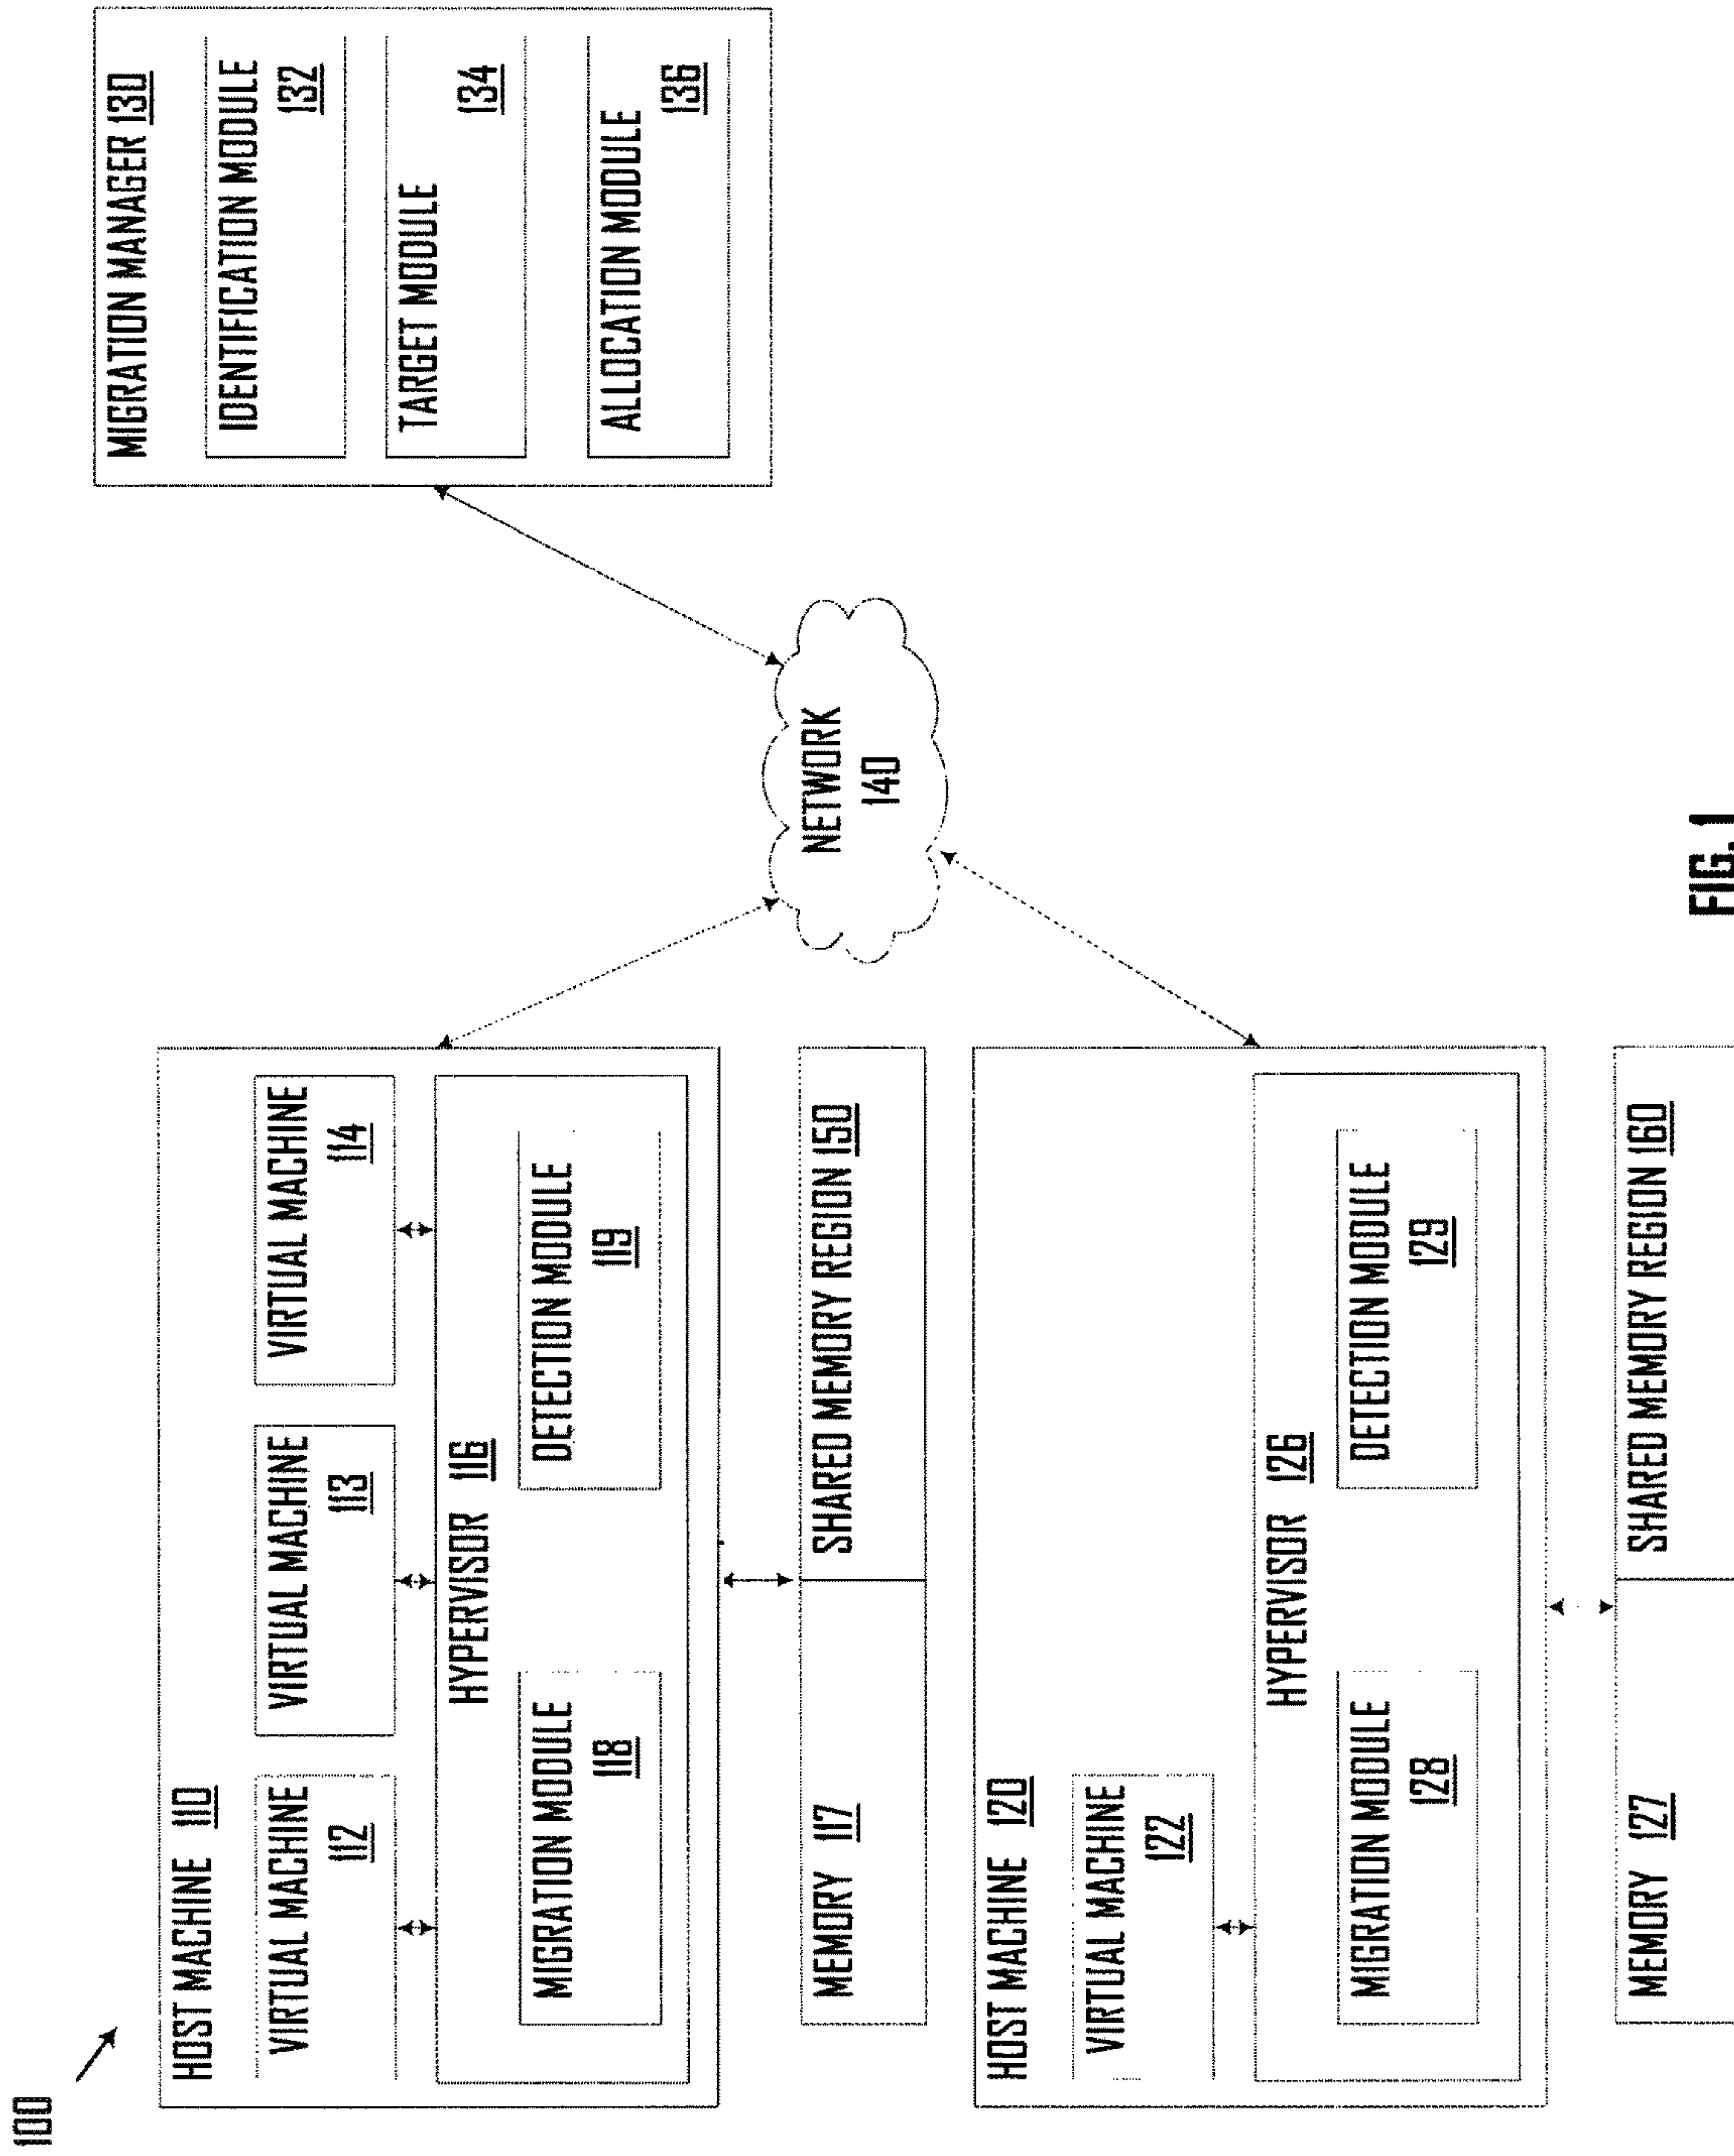 100
HOST MACHINE 110
VIRTUAL MACHINE
112
VIRTUAL MACHINE
113
VIRTUAL MACHINE
114
HYPERVISOR 116
MIGRATION MODULE
118
DETECTION MODULE
119
MEMORY 117
SHARED MEMORY REGION 150
HOST MACHINE 120
VIRTUAL MACHINE
122
HYPERVISOR 126
MIGRATION MODULE
128
DETECTION MODULE
129
MEMORY 127
SHARED MEMORY REGION 160
NETWORK
140
MIGRATION MANAGER 130
IDENTIFICATION MODULE
132
TARGET MODULE
134
ALLOCATION MODULE
136
FIG. 1